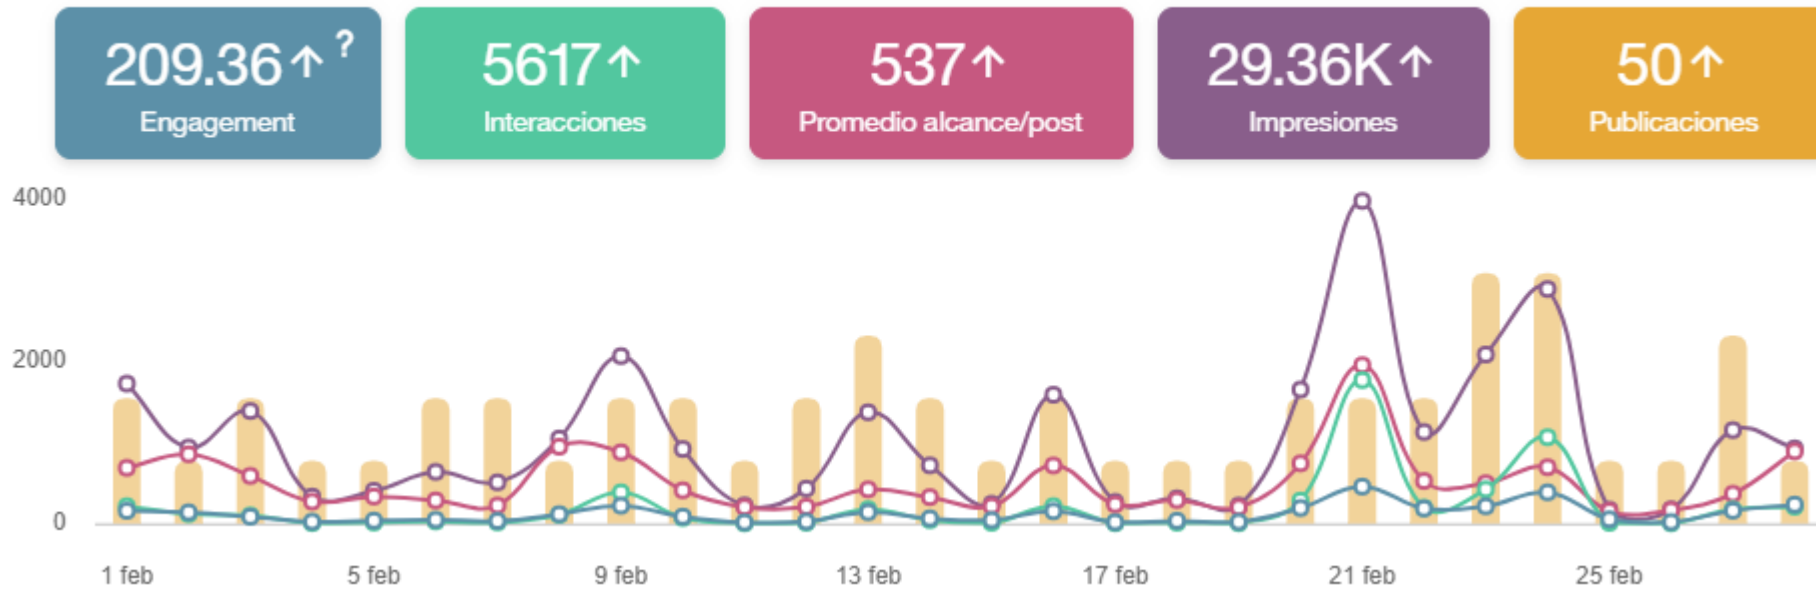 209.36↑ ?
Engagement
5617↑
Interacciones
537↑
Promedio alcance/post
29.36K↑
Impresiones
50↑
Publicaciones
4000
2000
0
1 feb
5 feb
9 feb
13 feb
17 feb
21 feb
25 feb